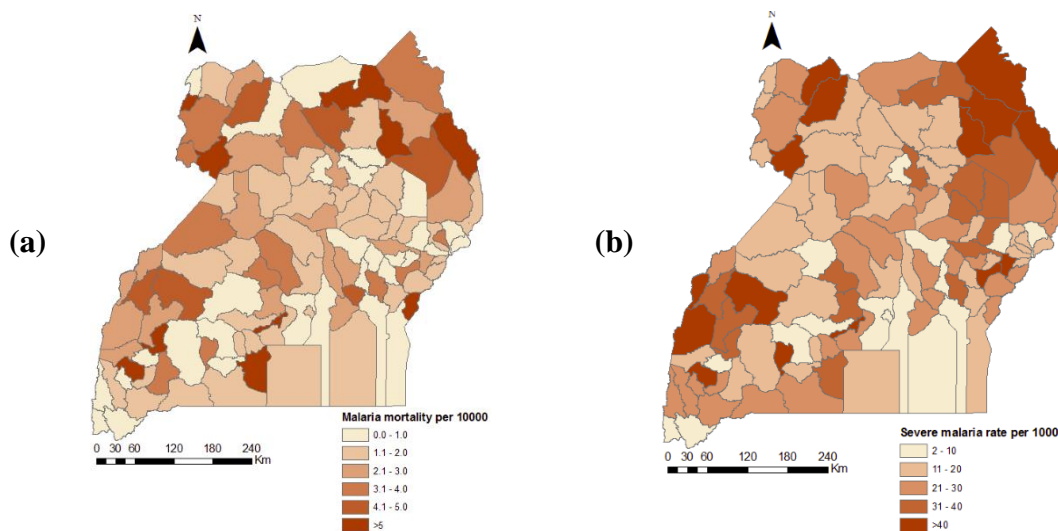 N
(a)
Malaria mortality per 10000
0.0 - 1.0
1.1 - 2.0
2.1 - 3.0
3.1 - 4.0
4.1 - 5.0
>5
0 30 60 120 180 240
Km
N
(b)
Severe malaria rate per 1000
2 - 10
11 - 20
21 - 30
31 - 40
>40
0 30 60 120 180 240
Km